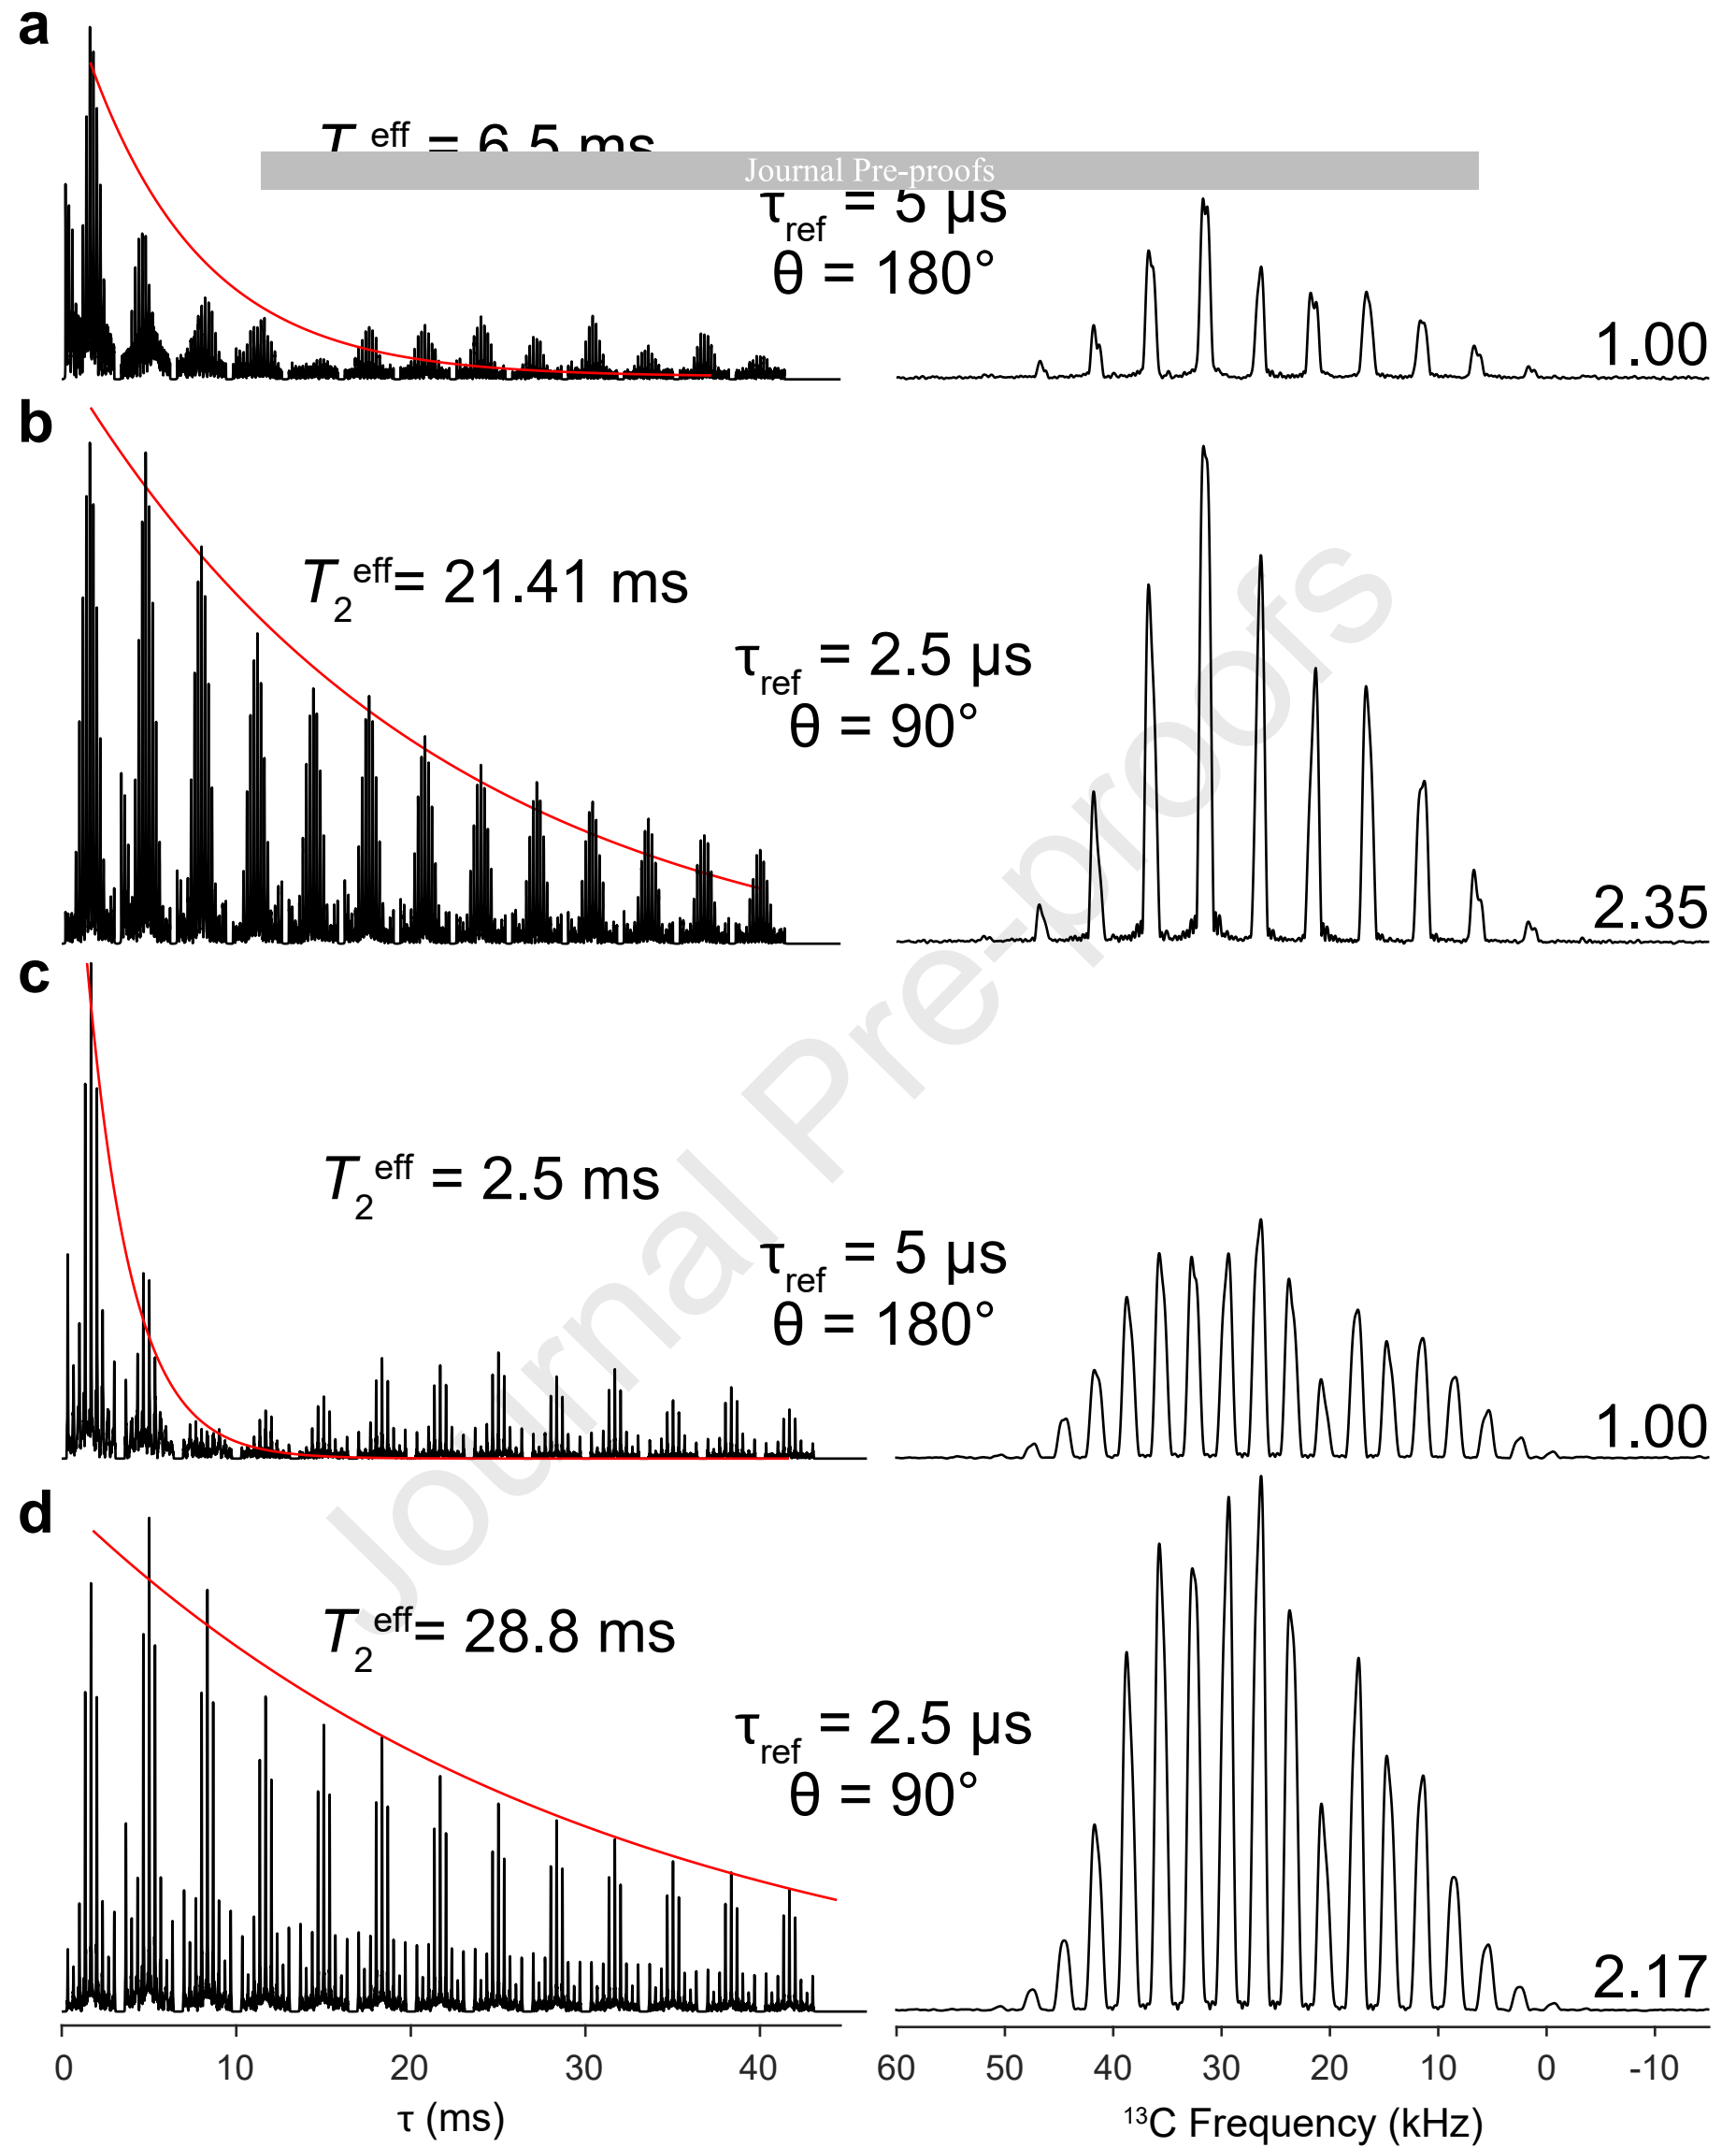 a
T eff = 6.5 ms
Journal Pre-proofs
τref = 5 µs
θ = 180°
1.00
b
T2eff= 21.41 ms
τref = 2.5 µs
θ = 90°
2.35
c
T2eff = 2.5 ms
τref = 5 µs
θ = 180°
1.00
d
T2eff= 28.8 ms
τref = 2.5 µs
θ = 90°
2.17
Journal Pre-proofs
0 10 20 30 40
60 50 40 30 20 10 0 -10
τ (ms)
13C Frequency (kHz)